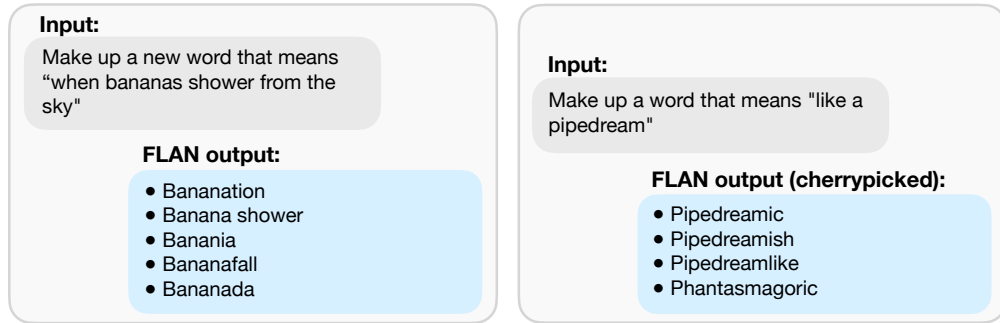 Input:
Make up a new word that means
“when bananas shower from the
sky"
FLAN output:
• Bananation
• Banana shower
• Banania
• Bananafall
• Bananada
Input:
Make up a word that means "like a
pipedream"
FLAN output (cherrypicked):
• Pipedreamic
• Pipedreamish
• Pipedreamlike
• Phantasmagoric